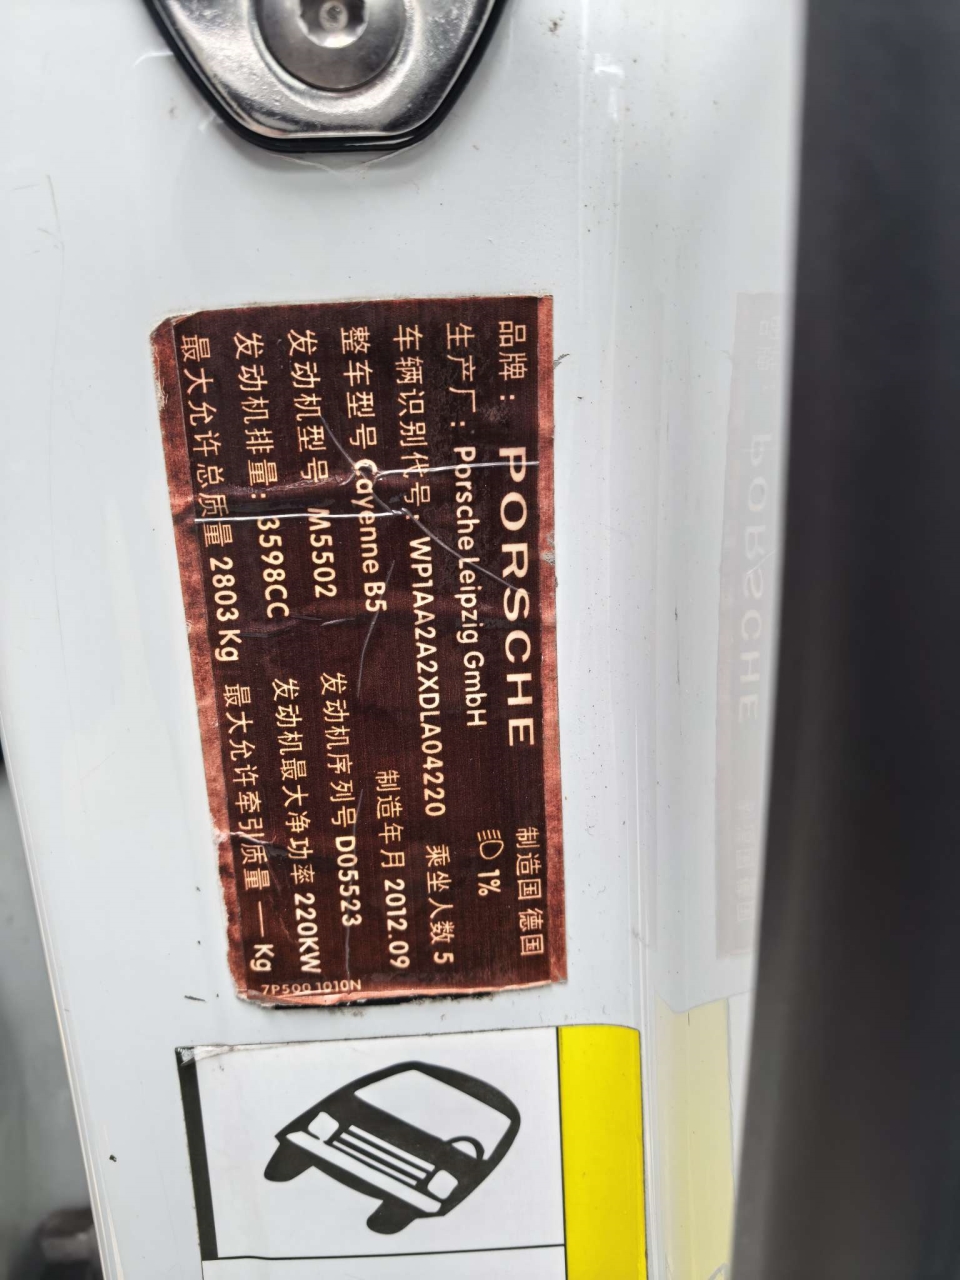 品牌： PORSCHE 制造国 德国
生产厂：Porsche Leipzig GmbH 1%
车辆识别代号：WP1AA2A2XDLA04220 乘坐人数 5
整车型号 Cayenne B5 制造年月 2012.09
发动机型号 M5502 发动机序列号 D05523
发动机排量：3598CC 发动机最大净功率 220KW
最大允许总质量 2803Kg 最大允许牵引质量 — Kg
7P5001010N